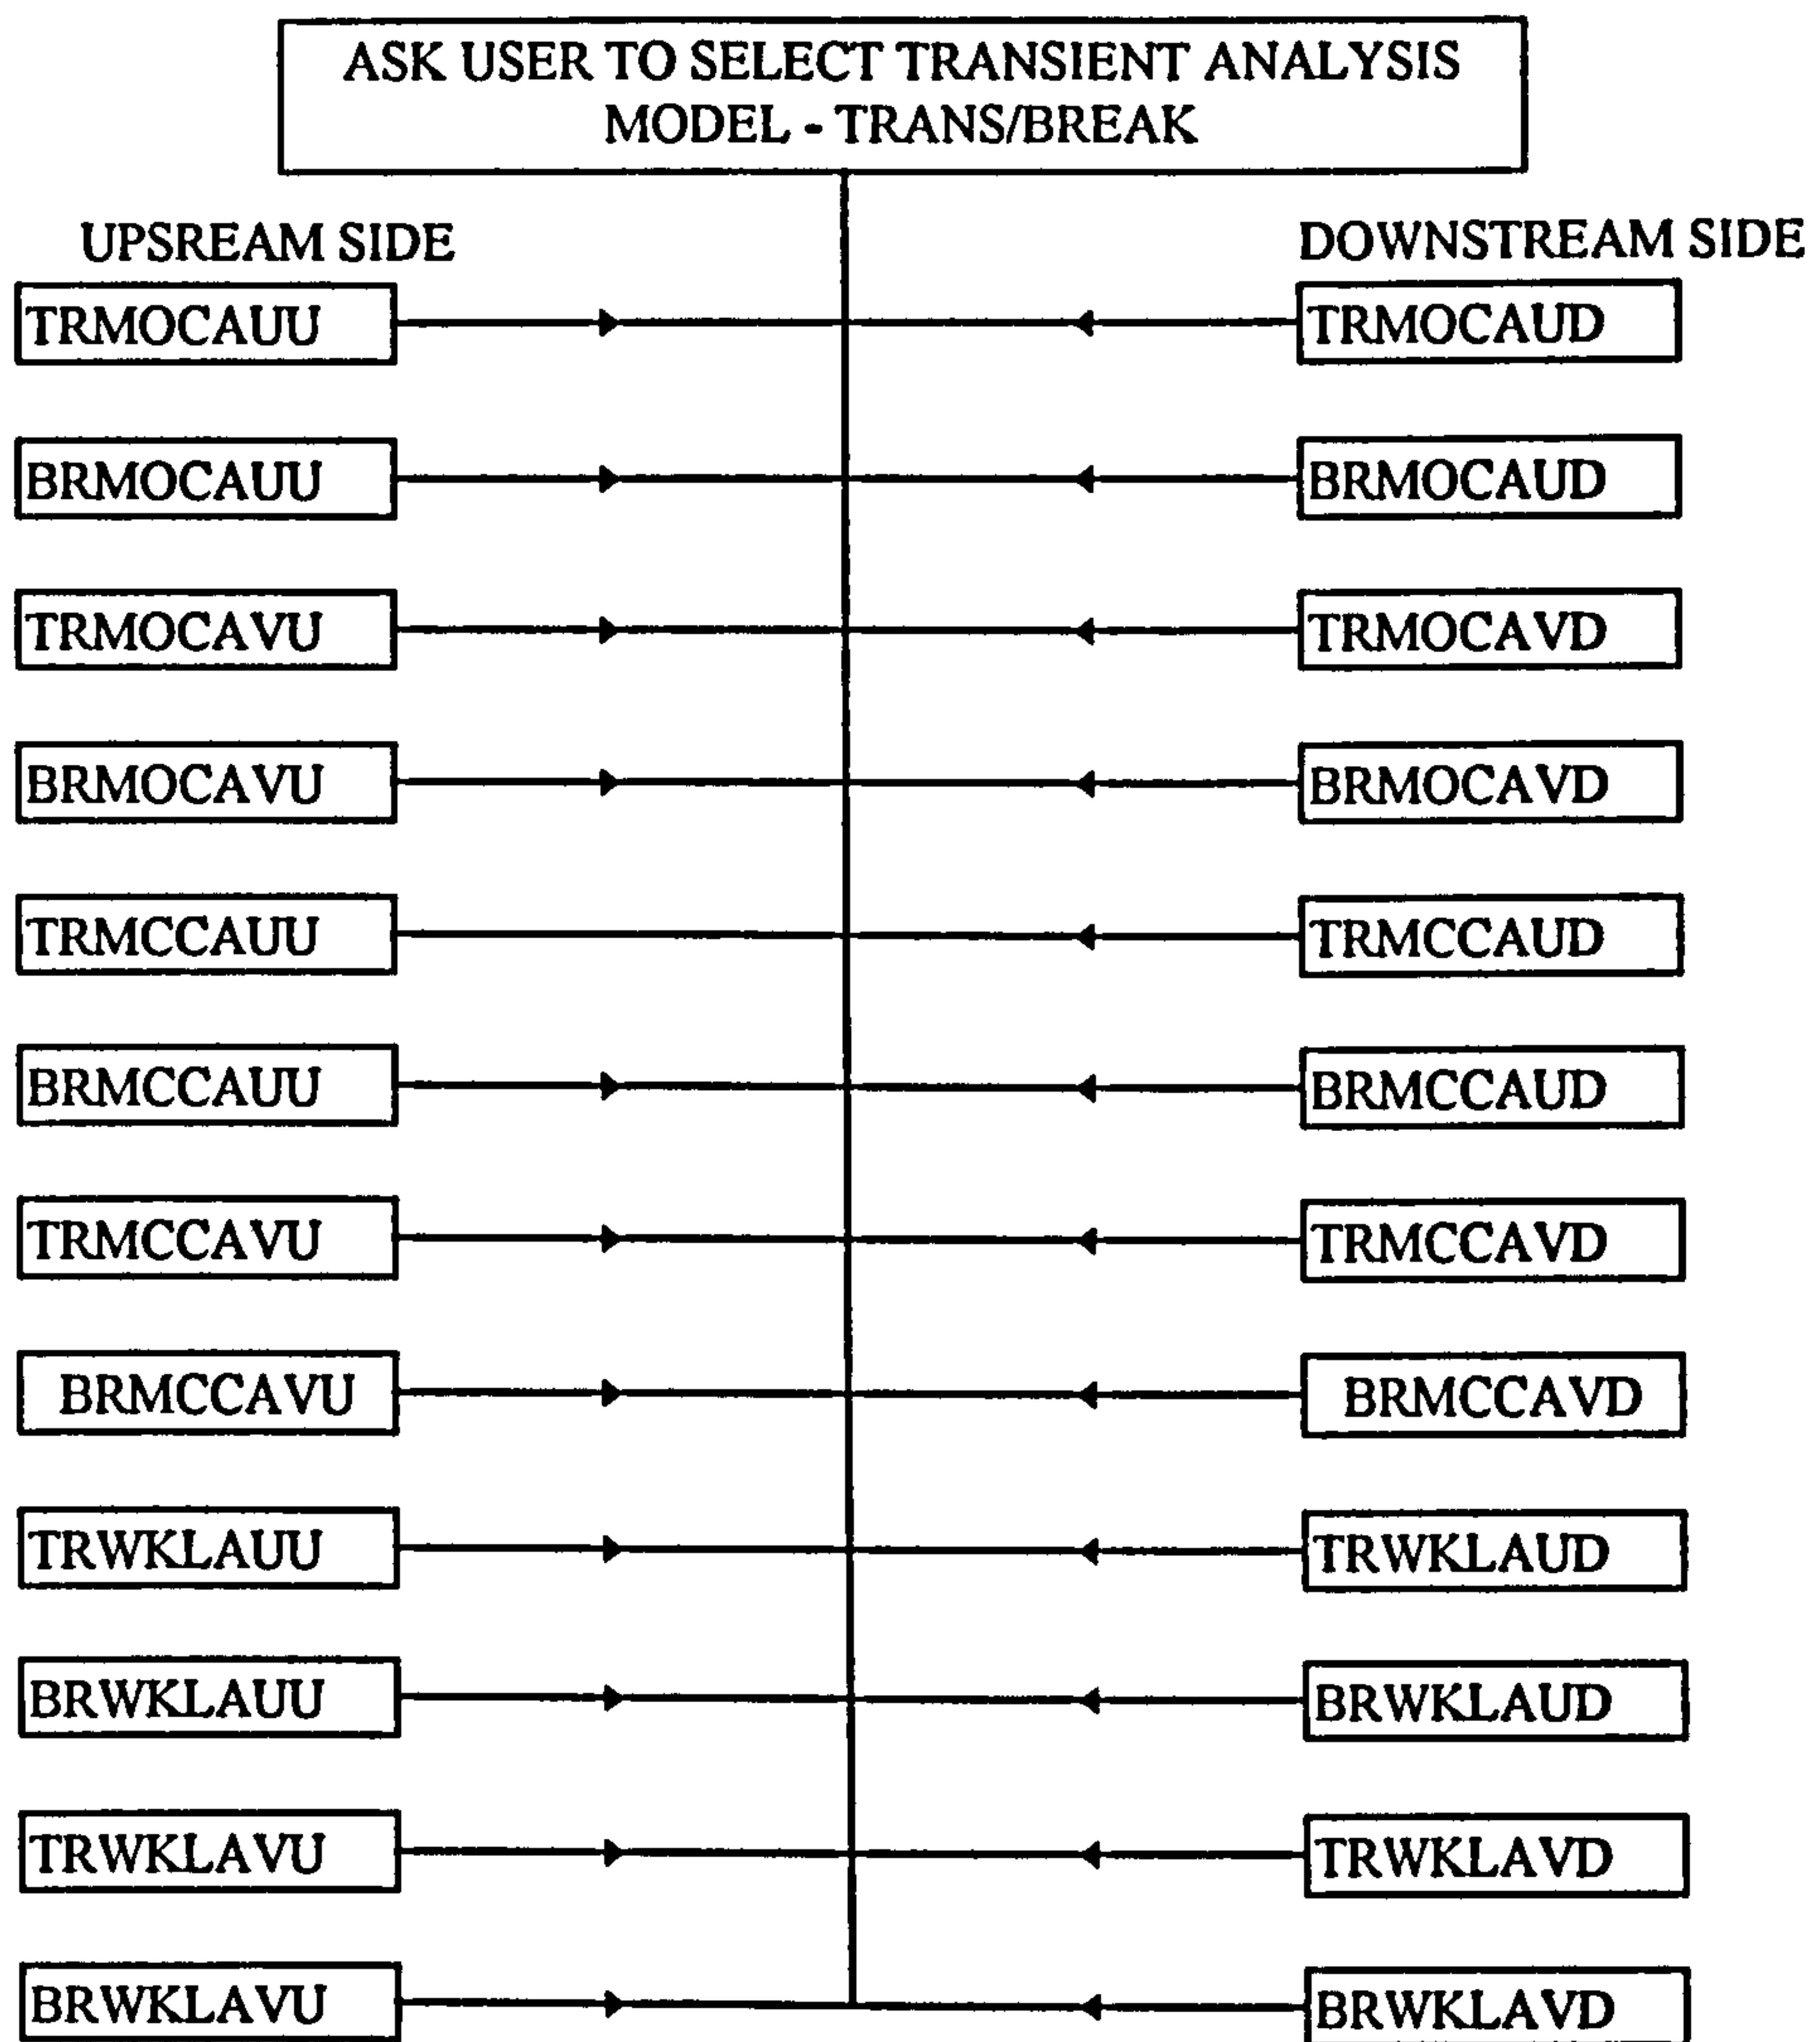 ASK USER TO SELECT TRANSIENT ANALYSIS
MODEL - TRANS/BREAK
UPSREAM SIDE
DOWNSTREAM SIDE
TRMOCAUU
TRMOCAUD
BRMOCAUU
BRMOCAUD
TRMOCAVU
TRMOCAVD
BRMOCAVU
BRMOCAVD
TRMCCAUU
TRMCCAUD
BRMCCAUU
BRMCCAUD
TRMCCAVU
TRMCCAVD
BRMCCAVU
BRMCCAVD
TRWKLAUU
TRWKLAUD
BRWKLAUU
BRWKLAUD
TRWKLAVU
TRWKLAVD
BRWKLAVU
BRWKLAVD